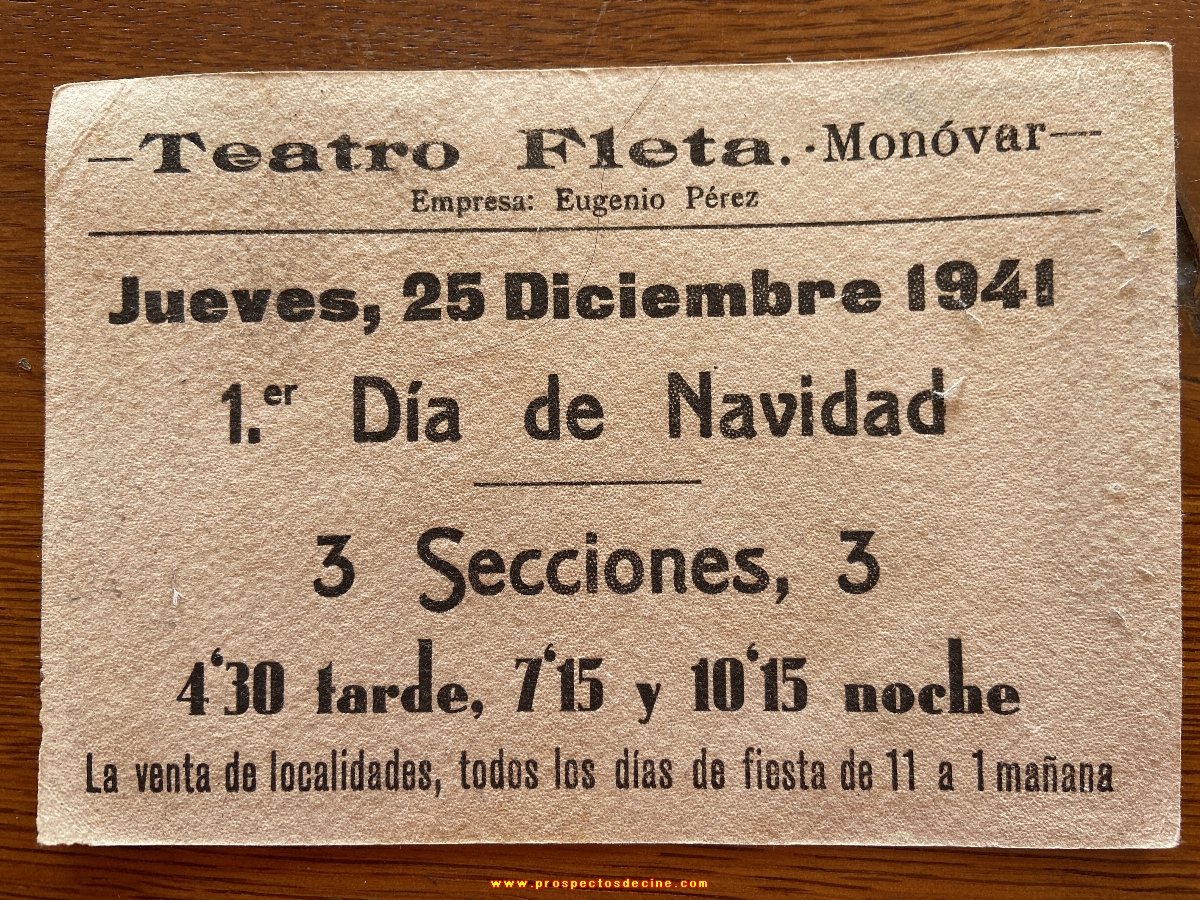 —Teatro Fleta.·Monóvar—
Empresa: Eugenio Pérez
Jueves, 25 Diciembre 1941
1.er Día de Navidad
3 Secciones, 3
4'30 tarde, 7'15 y 10'15 noche
La venta de localidades, todos los días de fiesta de 11 a 1 mañana
www.prospectosdecine.com